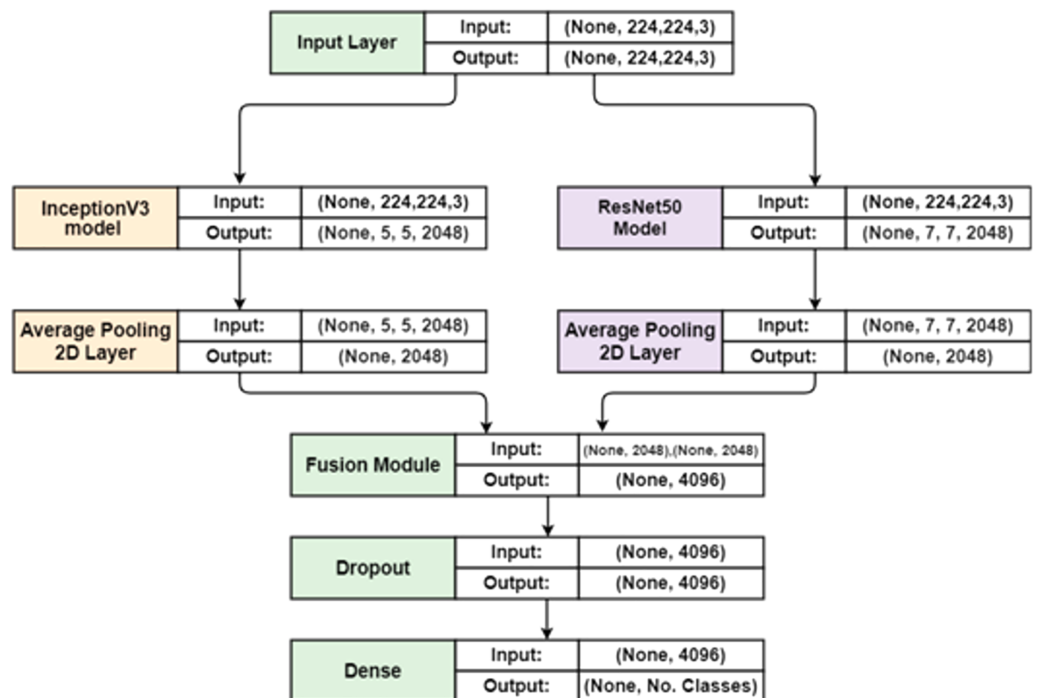 Input Layer
Input: (None, 224,224,3)
Output: (None, 224,224,3)
InceptionV3
model
Input: (None, 224,224,3)
Output: (None, 5, 5, 2048)
ResNet50
Model
Input: (None, 224,224,3)
Output: (None, 7, 7, 2048)
Average Pooling
2D Layer
Input: (None, 5, 5, 2048)
Output: (None, 2048)
Average Pooling
2D Layer
Input: (None, 7, 7, 2048)
Output: (None, 2048)
Fusion Module
Input: (None, 2048),(None, 2048)
Output: (None, 4096)
Dropout
Input: (None, 4096)
Output: (None, 4096)
Dense
Input: (None, 4096)
Output: (None, No. Classes)